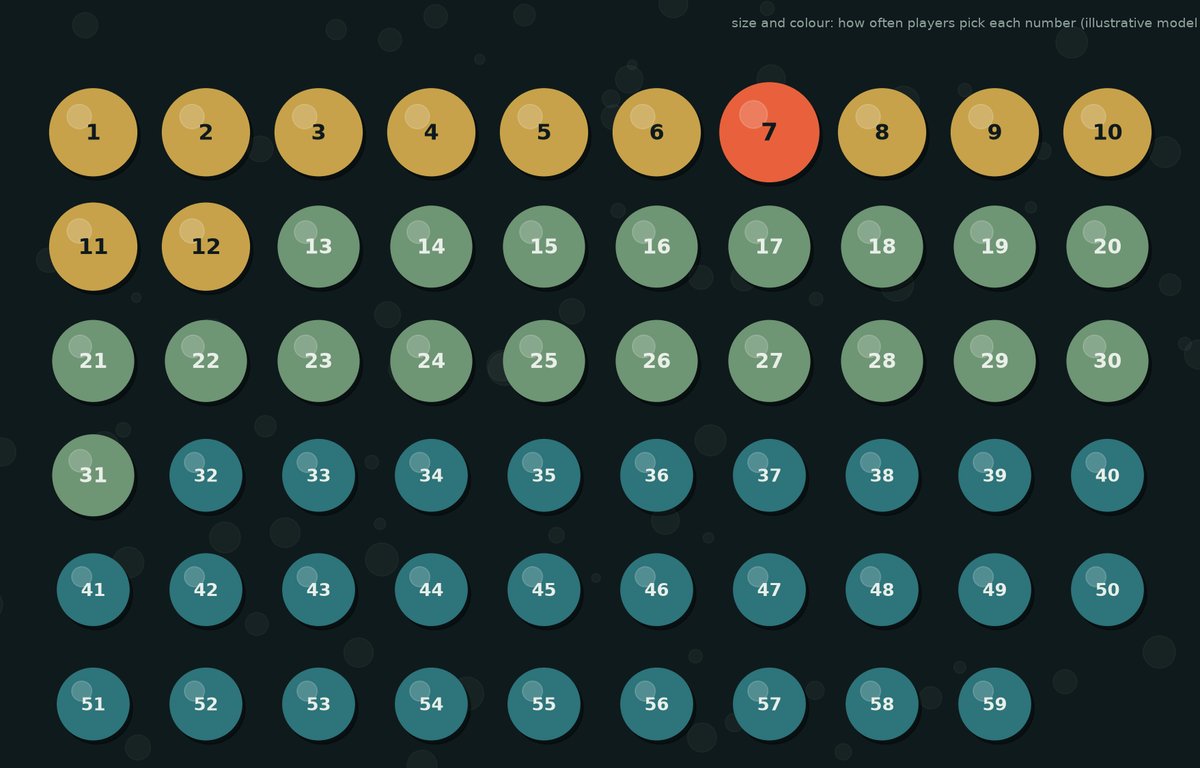 size and colour: how often players pick each number (illustrative model
1 2 3 4 5 6 7 8 9 10
11 12 13 14 15 16 17 18 19 20
21 22 23 24 25 26 27 28 29 30
31 32 33 34 35 36 37 38 39 40
41 42 43 44 45 46 47 48 49 50
51 52 53 54 55 56 57 58 59